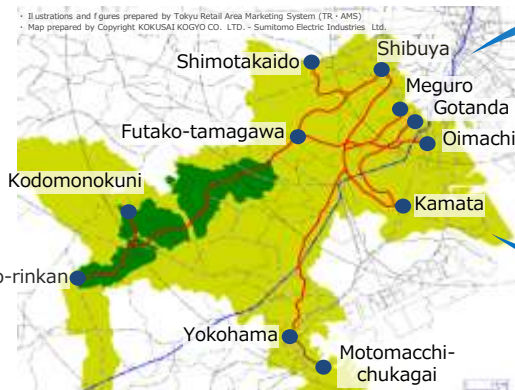 · Illustrations and figures prepared by Tokyu Retail Area Marketing System (TR・AMS)
· Map prepared by Copyright KOKUSAI KOGYO CO. LTD. - Sumitomo Electric Industries Ltd.
Shimotakaido
Shibuya
Meguro
Gotanda
Futako-tamagawa
Oimachi
Kodomonokuni
Kamata
o-rinkan
Yokohama
Motomacchi-
chukagai